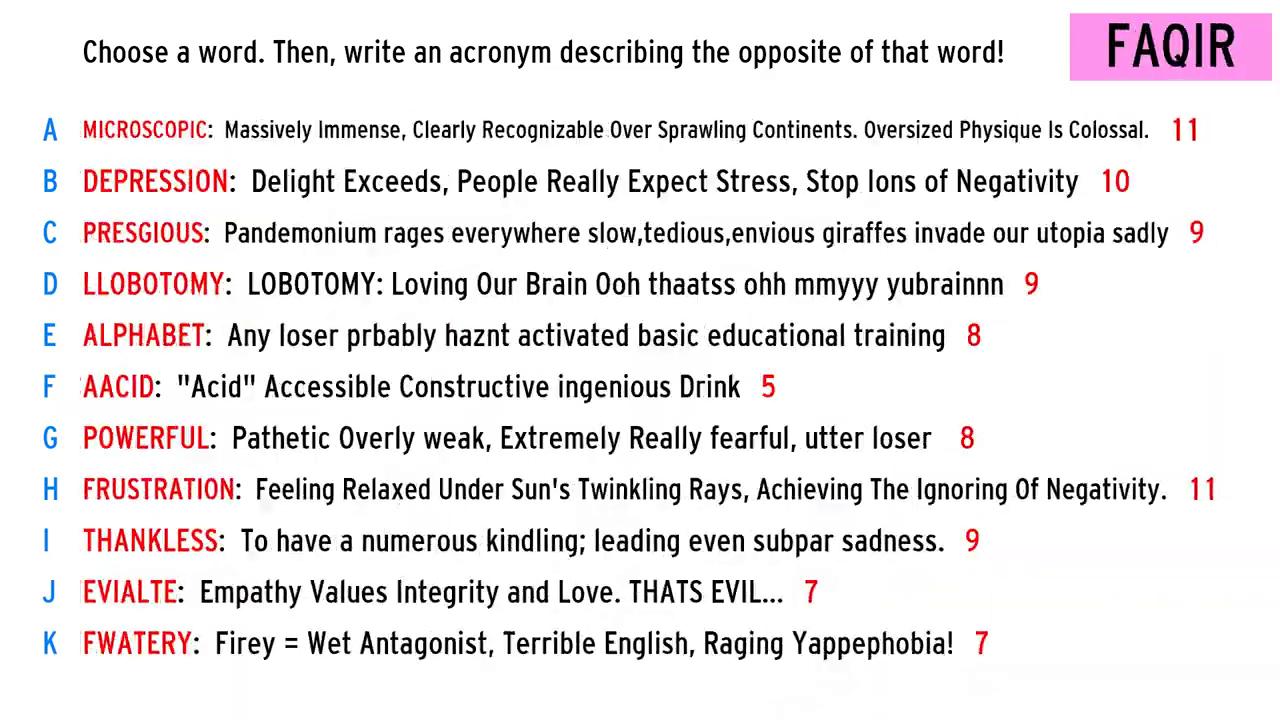 Choose a word. Then, write an acronym describing the opposite of that word!
FAQIR
A MICROSCOPIC: Massively Immense, Clearly Recognizable Over Sprawling Continents. Oversized Physique Is Colossal. 11
B DEPRESSION: Delight Exceeds, People Really Expect Stress, Stop Ions of Negativity 10
C PRESGIOUS: Pandemonium rages everywhere slow,tedious,envious giraffes invade our utopia sadly 9
D LLOBOTOMY: LOBOTOMY: Loving Our Brain Ooh thaatss ohh mmyyy yubrainnn 9
E ALPHABET: Any loser prbably haznt activated basic educational training 8
F AACID: "Acid" Accessible Constructive ingenious Drink 5
G POWERFUL: Pathetic Overly weak, Extremely Really fearful, utter loser 8
H FRUSTRATION: Feeling Relaxed Under Sun's Twinkling Rays, Achieving The Ignoring Of Negativity. 11
I THANKLESS: To have a numerous kindling; leading even subpar sadness. 9
J EVIALTE: Empathy Values Integrity and Love. THATS EVIL... 7
K FWATERY: Firey = Wet Antagonist, Terrible English, Raging Yappephobia! 7